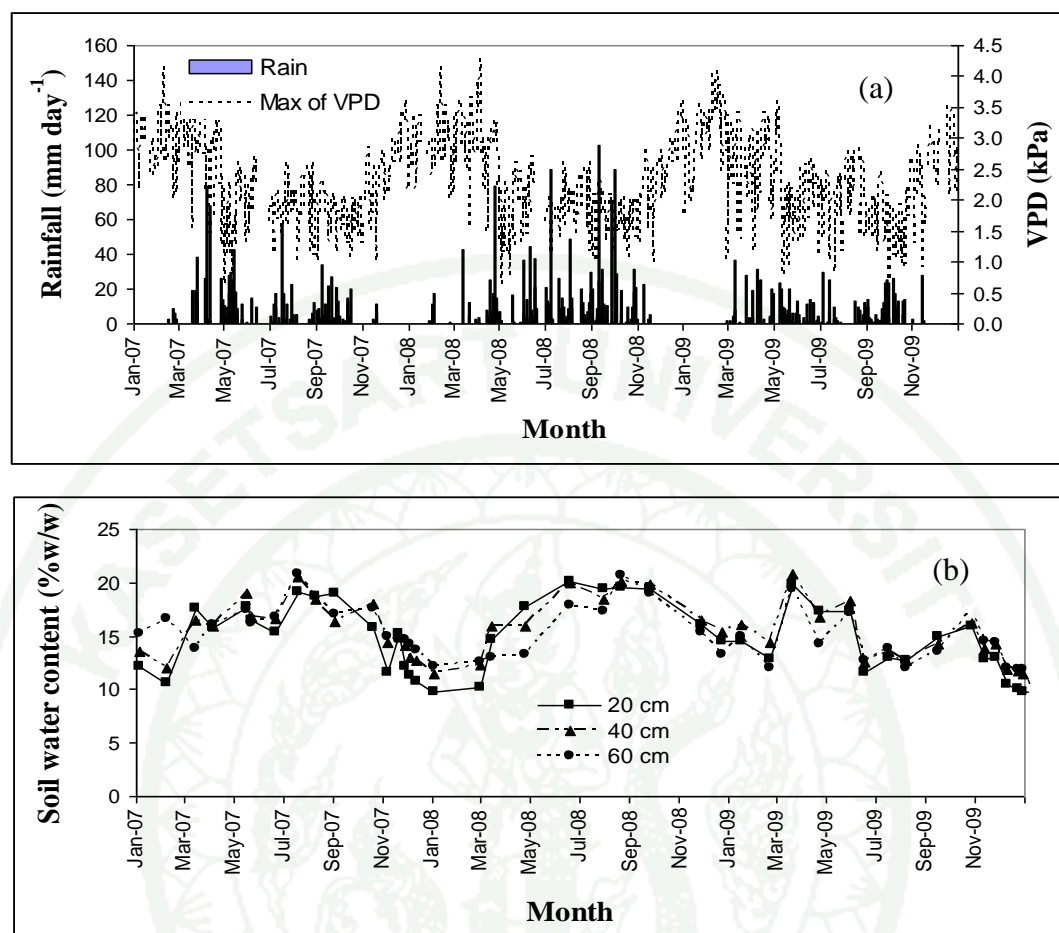 160
140
120
100
80
60
40
20
0
Rainfall (mm day-1)
Rain
Max of VPD
(a)
4.5
4.0
3.5
3.0
2.5
2.0
1.5
1.0
0.5
0.0
VPD (kPa)
Jan-07 Mar-07 May-07 Jul-07 Sep-07 Nov-07 Jan-08 Mar-08 May-08 Jul-08 Sep-08 Nov-08 Jan-09 Mar-09 May-09 Jul-09 Sep-09 Nov-09
Month
KASETSART UNIVERSITY
25
20
15
10
5
0
Soil water content (%w/w)
(b)
20 cm
40 cm
60 cm
Jan-07 Mar-07 May-07 Jul-07 Sep-07 Nov-07 Jan-08 Mar-08 May-08 Jul-08 Sep-08 Nov-08 Jan-09 Mar-09 May-09 Jul-09 Sep-09 Nov-09
Month